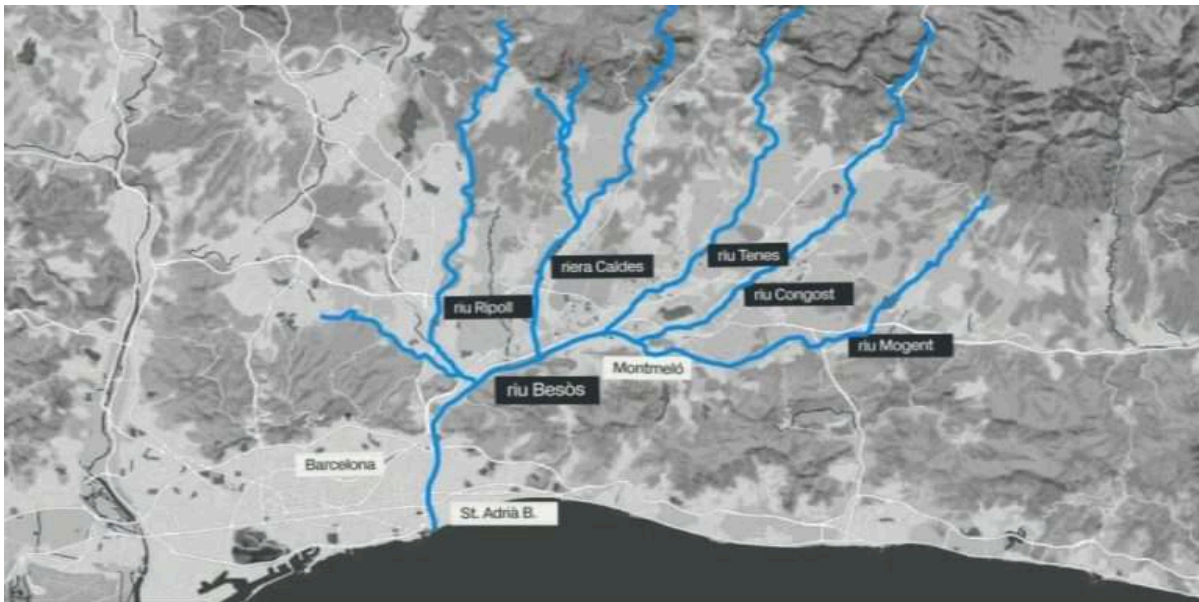 riu Tenes
riera Caldes
riu Congost
riu Ripoll
riu Mogent
Montmeló
riu Besòs
Barcelona
St. Adrià B.